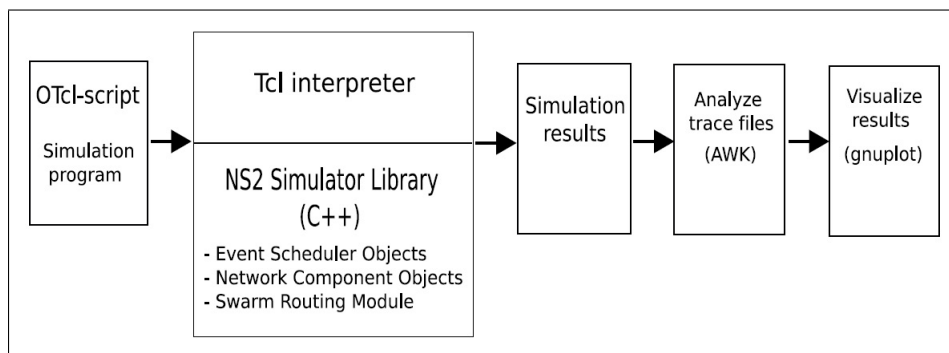 OTcl-script
Simulation
program
Tcl interpreter
NS2 Simulator Library
(C++)
- Event Scheduler Objects
- Network Component Objects
- Swarm Routing Module
Simulation
results
Analyze
trace files
(AWK)
Visualize
results
(gnuplot)